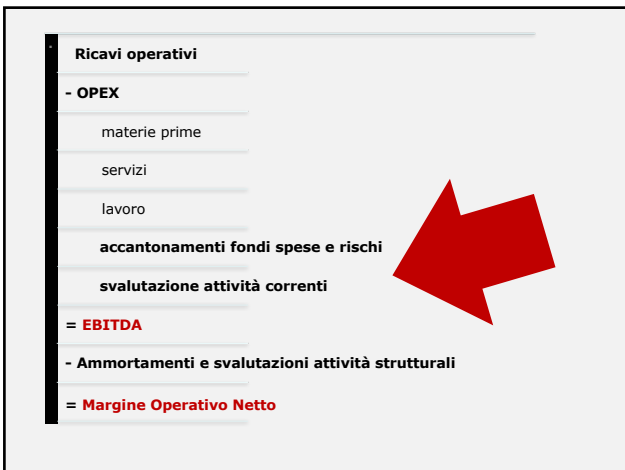 Ricavi operativi
- OPEX
materie prime
servizi
lavoro
accantonamenti fondi spese e rischi
svalutazione attività correnti
= EBITDA
- Ammortamenti e svalutazioni attività strutturali
= Margine Operativo Netto